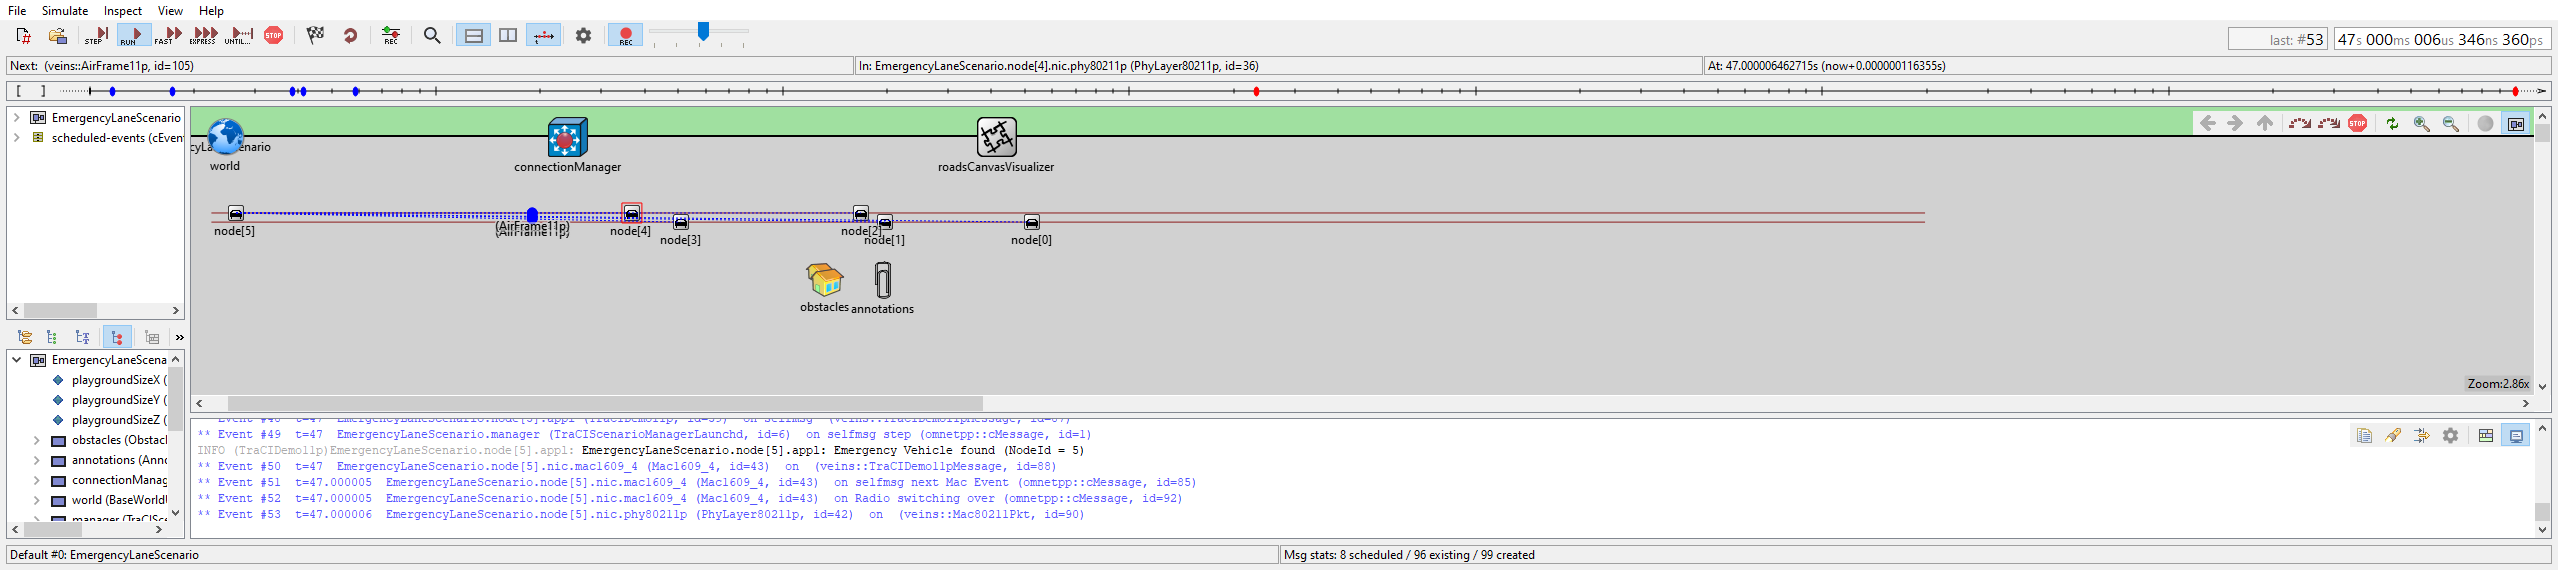 File Simulate Inspect View Help
STEP RUN FAST EXPRESS UNTIL... STOP REC REC
last: #53 47s 000ms 006us 346ns 360ps
Next: (veins::AirFrame11p, id=105) In: EmergencyLaneScenario.node[4].nic.phy80211p (PhyLayer80211p, id=36) At: 47.000006462715s (now+0.000000116355s)
[ ]
EmergencyLaneScenario
scheduled-events (cEvent
cyLa enario
world
connectionManager
roadsCanvasVisualizer
STOP
node[5]
(AirFrame11p)
(AirFrame11p)
node[4]
node[3]
node[2]
node[1]
node[0]
obstacles
annotations
Zoom:2.86x
EmergencyLaneScena
playgroundSizeX (
playgroundSizeY (
playgroundSizeZ (
obstacles (Obstacl
annotations (Anno
connectionManag
world (BaseWorldU
manager (TraCISce
** Event #49 t=47 EmergencyLaneScenario.manager (TraCIScenarioManagerLaunchd, id=6) on selfmsg step (omnetpp::cMessage, id=1)
INFO (TraCIDemo11p)EmergencyLaneScenario.node[5].appl: EmergencyLaneScenario.node[5].appl: Emergency Vehicle found (NodeId = 5)
** Event #50 t=47 EmergencyLaneScenario.node[5].nic.mac1609_4 (Mac1609_4, id=43) on (veins::TraCIDemo11pMessage, id=88)
** Event #51 t=47.000005 EmergencyLaneScenario.node[5].nic.mac1609_4 (Mac1609_4, id=43) on selfmsg next Mac Event (omnetpp::cMessage, id=85)
** Event #52 t=47.000005 EmergencyLaneScenario.node[5].nic.mac1609_4 (Mac1609_4, id=43) on Radio switching over (omnetpp::cMessage, id=92)
** Event #53 t=47.000006 EmergencyLaneScenario.node[5].nic.phy80211p (PhyLayer80211p, id=42) on (veins::Mac80211Pkt, id=90)
Default #0: EmergencyLaneScenario
Msg stats: 8 scheduled / 96 existing / 99 created